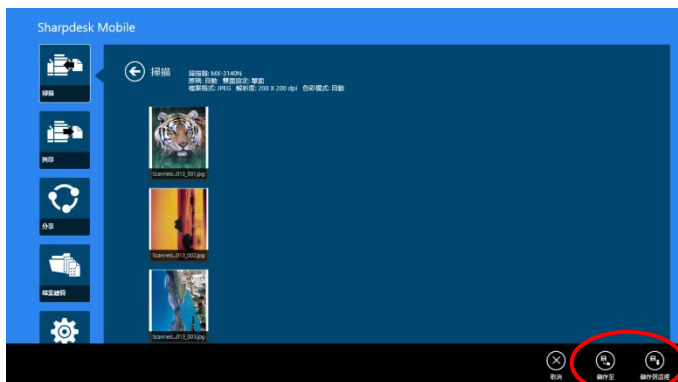 Sharpdesk Mobile
掃描
列印
分享
檔案總管
掃描
掃描器: MX-3140N
原稿: 自動 雙面設定: 單面
檔案格式: JPEG 解析度: 200 X 200 dpi 色彩模式: 自動
Scanned...013_001.jpg
Scanned...013_002.jpg
Scanned...013_003.jpg
取消
儲存至
儲存到這裡